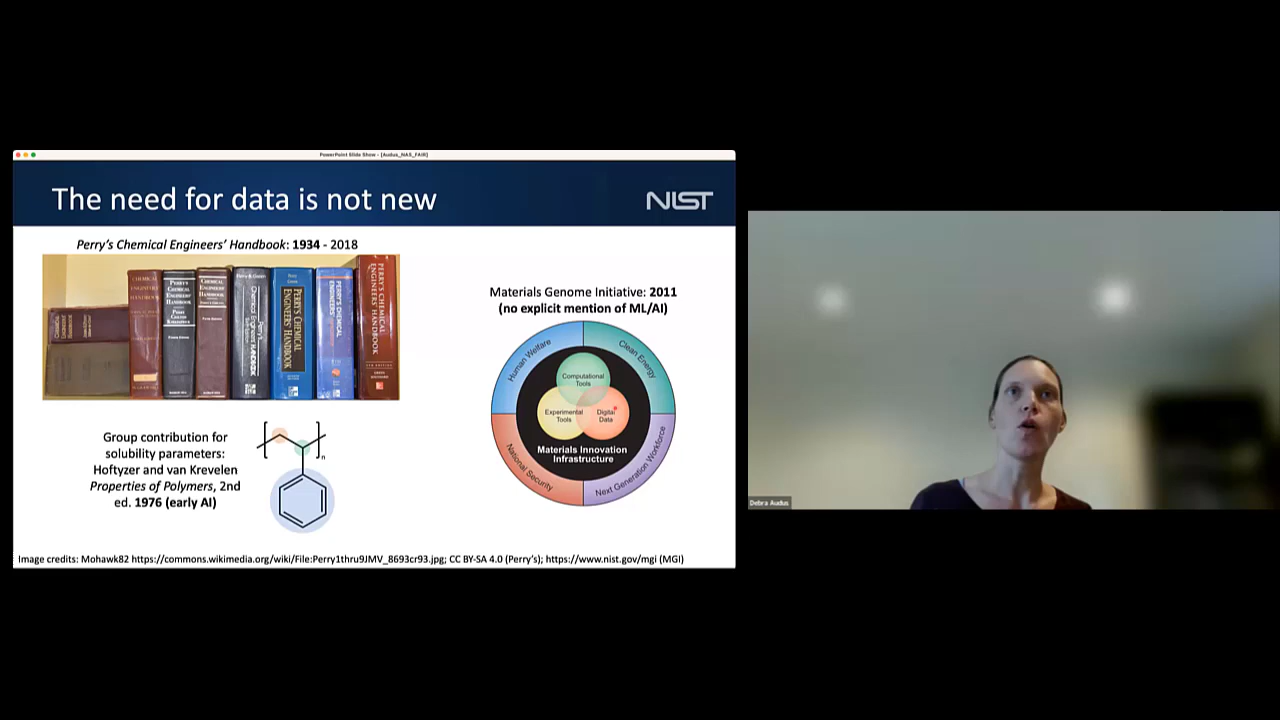 PowerPoint Slide Show - [Audus_NAS_FAIR]
The need for data is not new
NIST
Perry's Chemical Engineers' Handbook: 1934 - 2018
PERRY'S CHEMICAL ENGINEERS' HANDBOOK
Materials Genome Initiative: 2011
(no explicit mention of ML/AI)
Human Welfare
Clean Energy
Computational
Tools
Experimental
Tools
Digital
Data
Materials Innovation
Infrastructure
National Security
Next Generation Workforce
Group contribution for
solubility parameters:
Hoftyzer and van Krevelen
Properties of Polymers, 2nd
ed. 1976 (early AI)
n
Image credits: Mohawk82 https://commons.wikimedia.org/wiki/File:Perry1thru9JMV_8693cr93.jpg; CC BY-SA 4.0 (Perry's); https://www.nist.gov/mgi (MGI)
Debra Audus